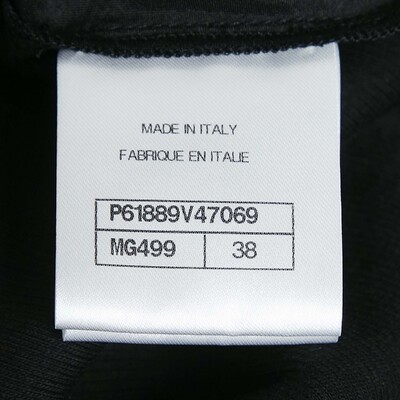 MADE IN ITALY
FABRIQUE EN ITALIE
P61889V47069
MG499 38